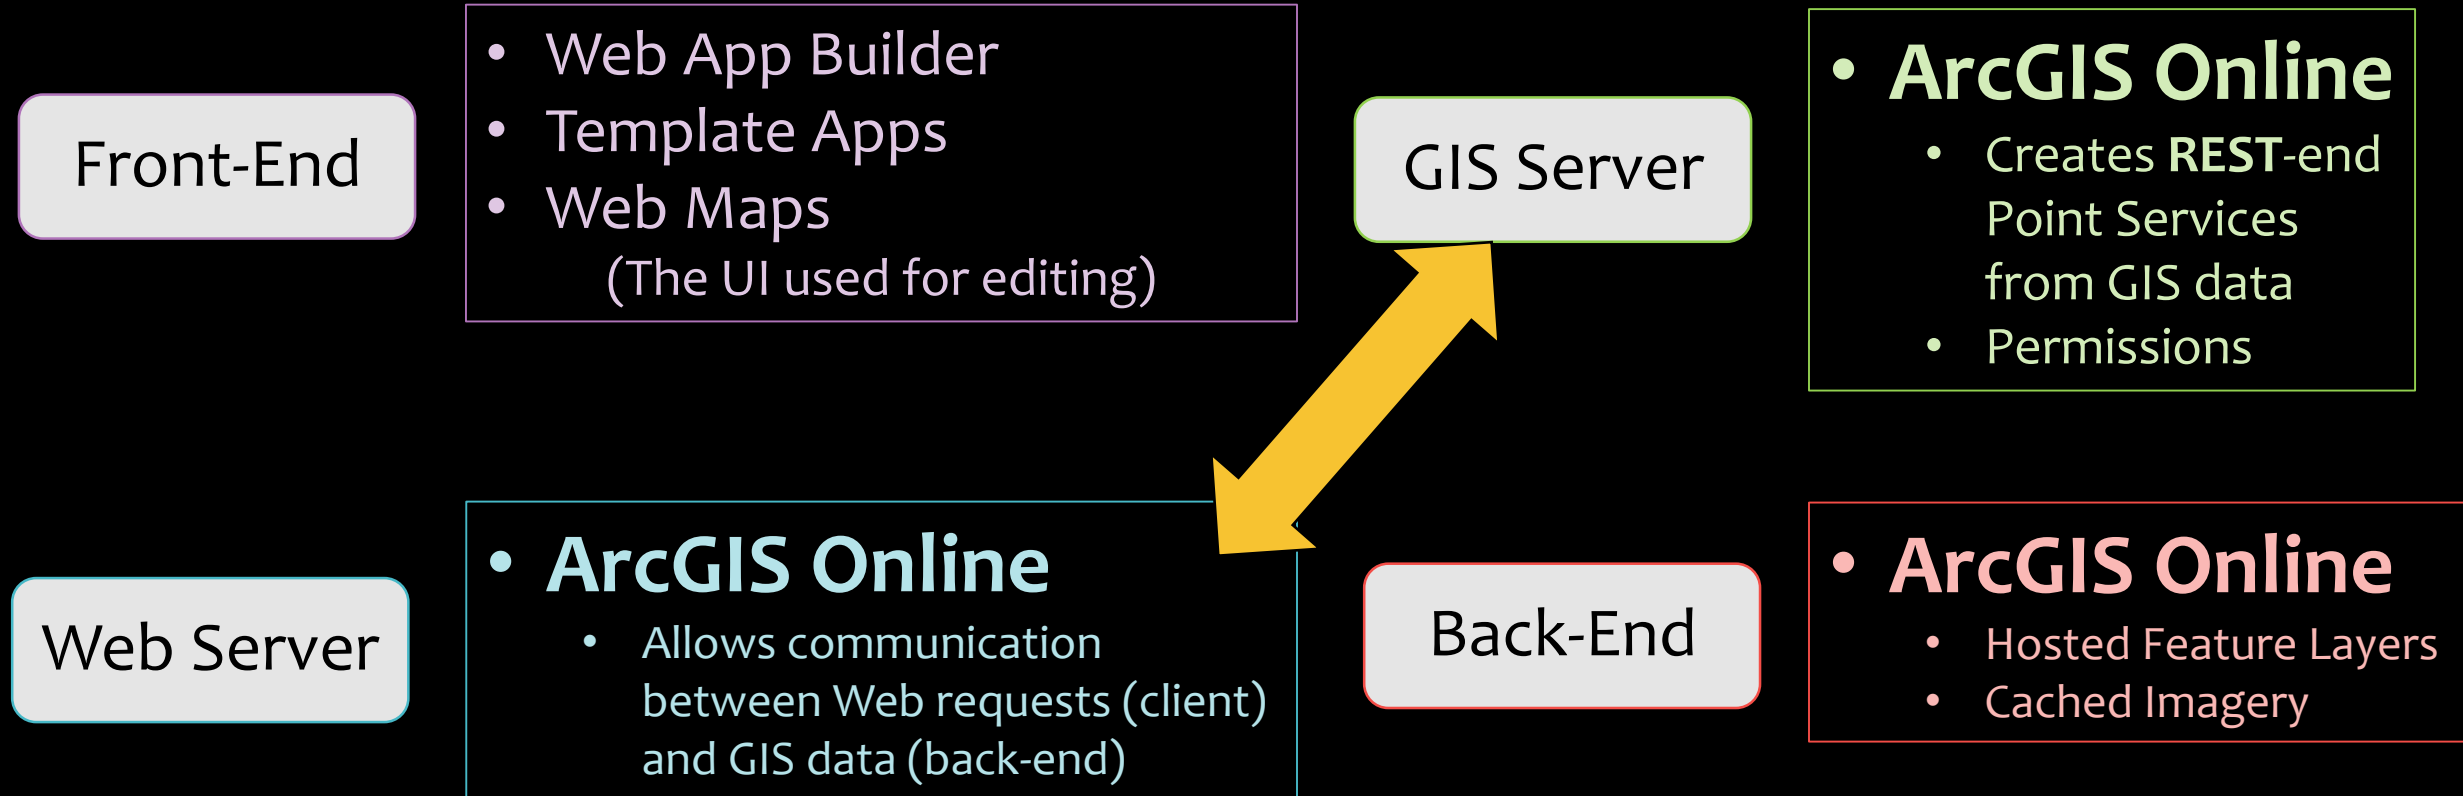 Front-End
• Web App Builder
• Template Apps
• Web Maps
(The UI used for editing)
GIS Server
• ArcGIS Online
• Creates REST-end
Point Services
from GIS data
• Permissions
Web Server
• ArcGIS Online
• Allows communication
between Web requests (client)
and GIS data (back-end)
Back-End
• ArcGIS Online
• Hosted Feature Layers
• Cached Imagery